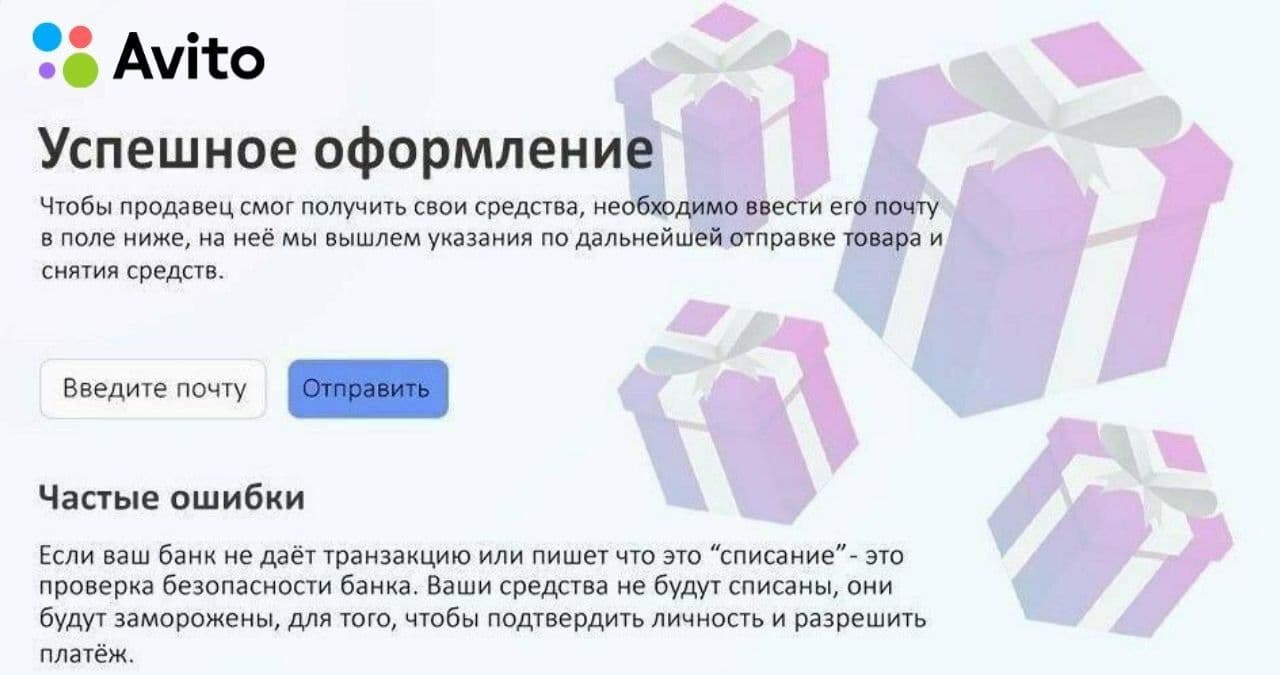 Avito
Успешное оформление
Чтобы продавец смог получить свои средства, необходимо ввести его почту
в поле ниже, на неё мы вышлем указания по дальнейшей отправке товара и
снятия средств.
Введите почту
Отправить
Частые ошибки
Если ваш банк не даёт транзакцию или пишет что это “списание”- это
проверка безопасности банка. Ваши средства не будут списаны, они
будут заморожены, для того, чтобы подтвердить личность и разрешить
платёж.